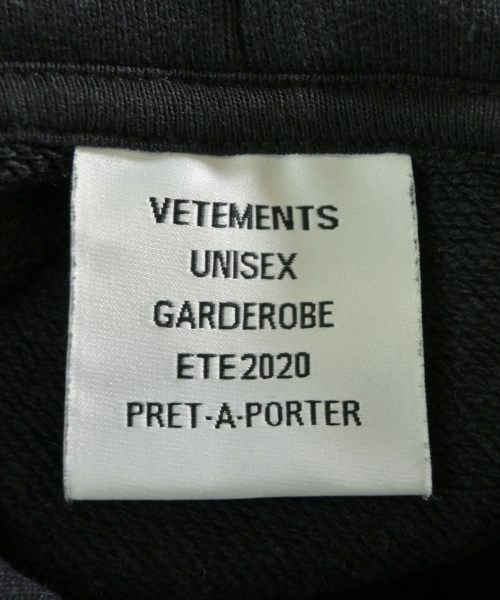 VETEMENTS
UNISEX
GARDEROBE
ETE2020
PRET-A-PORTER